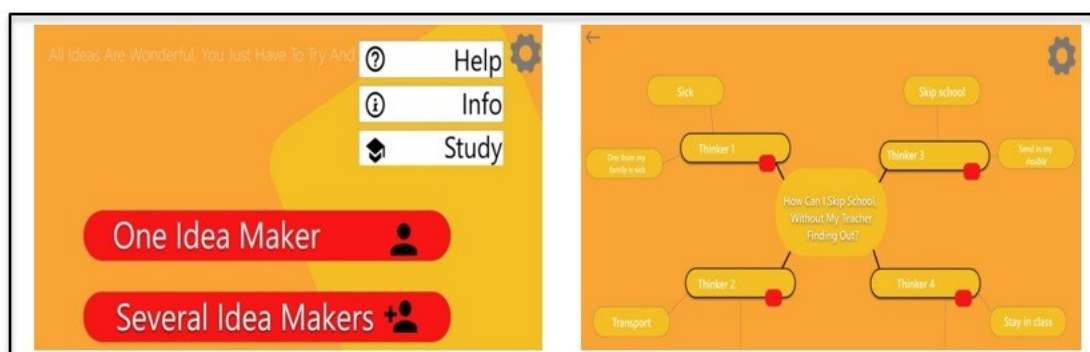 All Ideas Are Wonderful, You Just Have To Try And
Help
Info
Study
One Idea Maker
Several Idea Makers
Sick
Skip school
Thinker 1
Thinker 3
One from my
family is sick
Send in my
double
How Can I Skip School,
Without My Teacher
Finding Out?
Thinker 2
Thinker 4
Transport
Stay in class